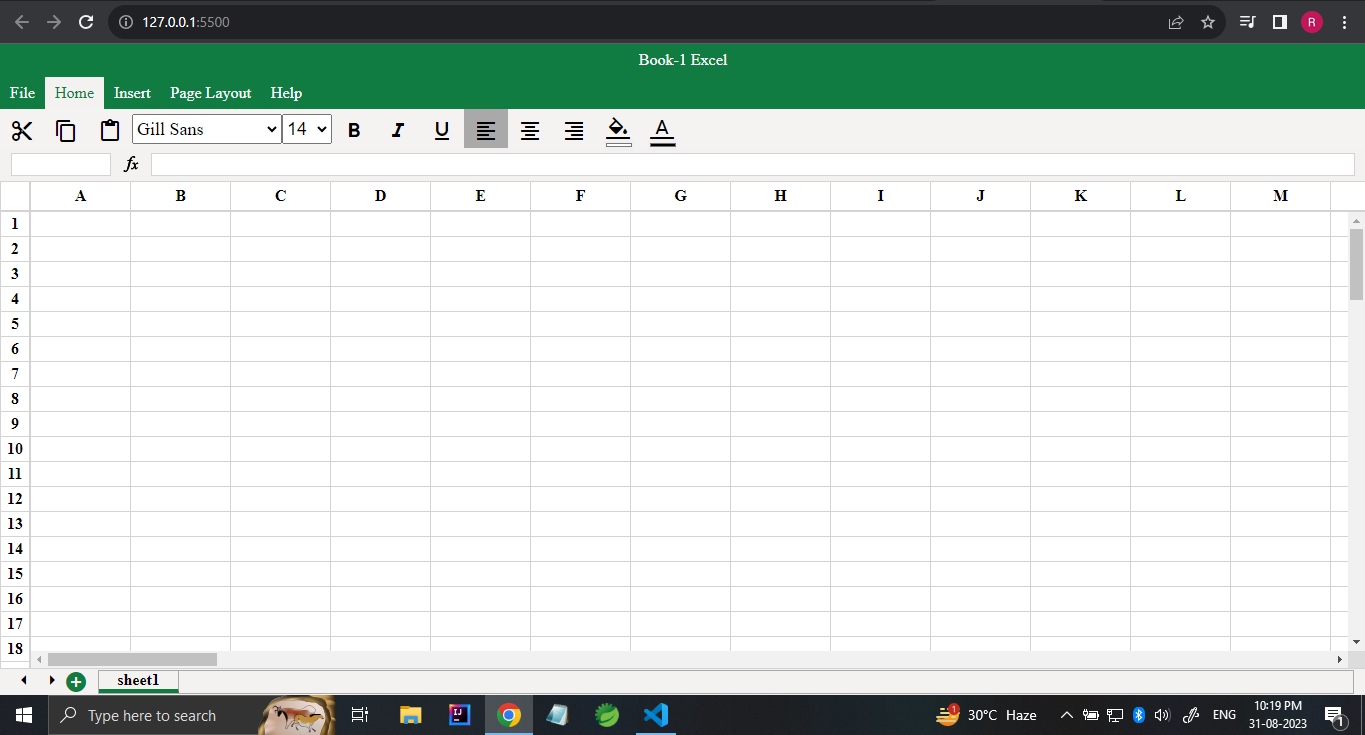 127.0.0.1:5500
R
Book-1 Excel
File Home Insert Page Layout Help
Gill Sans 14 B I U A
fx
A B C D E F G H I J K L M
1
2
3
4
5
6
7
8
9
10
11
12
13
14
15
16
17
18
sheet1
Type here to search
1 30°C Haze ENG 10:19 PM
31-08-2023 1